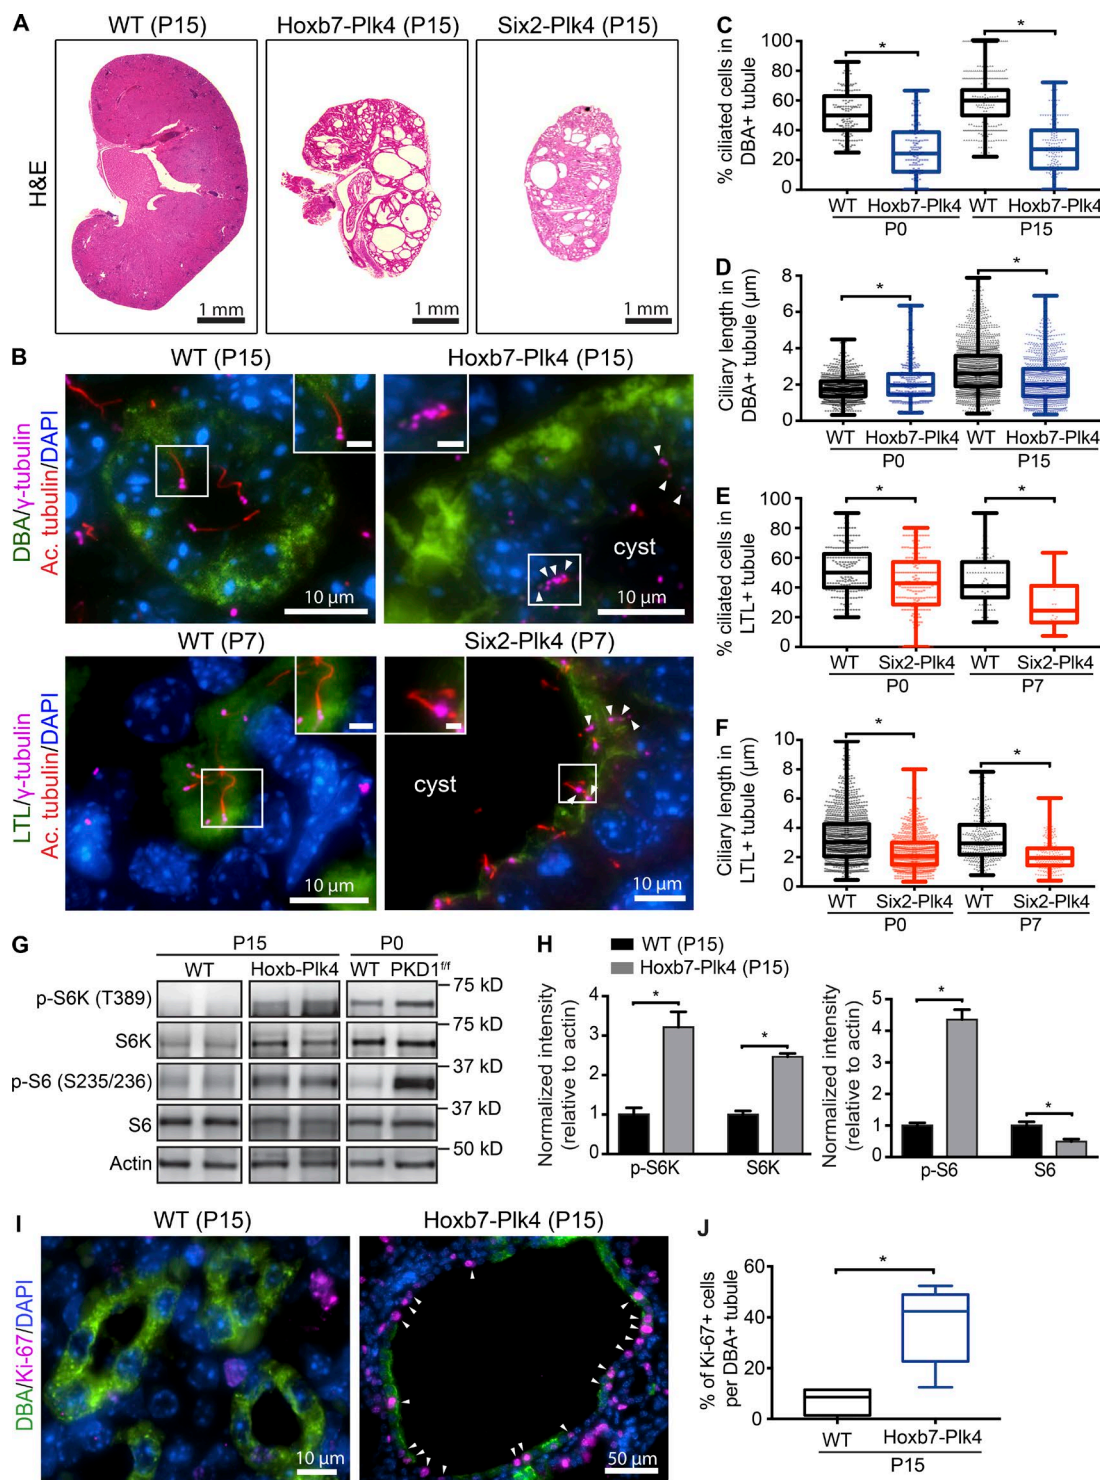 A
WT (P15)
Hoxb7-Plk4 (P15)
Six2-Plk4 (P15)
H&E
1 mm
1 mm
1 mm
B
WT (P15)
Hoxb7-Plk4 (P15)
DBA/γ-tubulin
Ac. tubulin/DAPI
10 µm
cyst
10 µm
WT (P7)
Six2-Plk4 (P7)
LTL/γ-tubulin
Ac. tubulin/DAPI
10 µm
cyst
10 µm
C
% ciliated cells in
DBA+ tubule
100
80
60
40
20
0
*
*
WT Hoxb7-Plk4 WT Hoxb7-Plk4
P0 P15
D
Ciliary length in
DBA+ tubule (µm)
8
6
4
2
0
*
*
WT Hoxb7-Plk4 WT Hoxb7-Plk4
P0 P15
E
% ciliated cells in
LTL+ tubule
100
80
60
40
20
0
*
*
WT Six2-Plk4 WT Six2-Plk4
P0 P7
F
Ciliary length in
LTL+ tubule (µm)
10
8
6
4
2
0
*
*
WT Six2-Plk4 WT Six2-Plk4
P0 P7
G
P15 P0
WT Hoxb-Plk4 WT PKD1f/f
p-S6K (T389)
S6K
p-S6 (S235/236)
S6
Actin
75 kD
75 kD
37 kD
37 kD
50 kD
H
WT (P15)
Hoxb7-Plk4 (P15)
Normalized intensity
(relative to actin)
4
3
2
1
0
*
*
p-S6K S6K
Normalized intensity
(relative to actin)
5
4
3
2
1
0
*
*
p-S6 S6
I
WT (P15)
Hoxb7-Plk4 (P15)
DBA/Ki-67/DAPI
10 µm
50 µm
J
% of Ki-67+ cells
per DBA+ tubule
60
40
20
0
*
WT Hoxb7-Plk4
P15